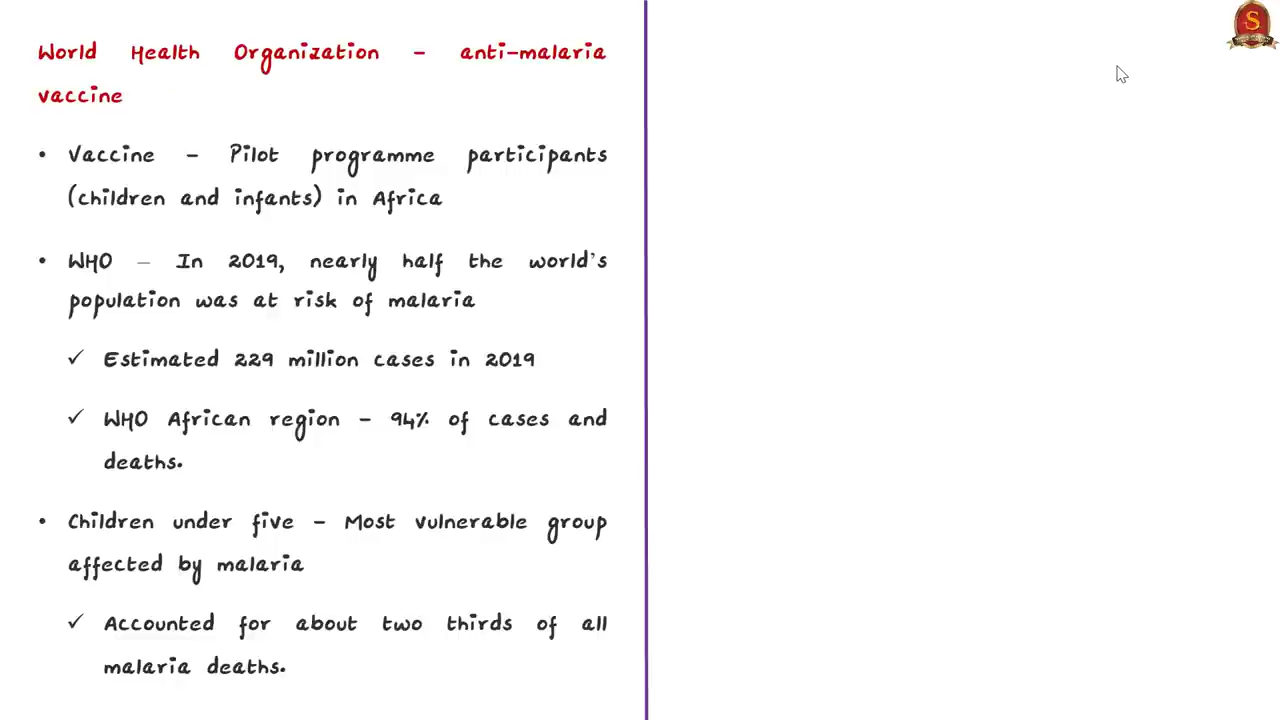 World Health Organization – anti-malaria
vaccine
• Vaccine – Pilot programme participants
(children and infants) in Africa
• WHO – In 2019, nearly half the world's
population was at risk of malaria
✓ Estimated 229 million cases in 2019
✓ WHO African region – 94% of cases and
deaths.
• Children under five – Most vulnerable group
affected by malaria
✓ Accounted for about two thirds of all
malaria deaths.
S